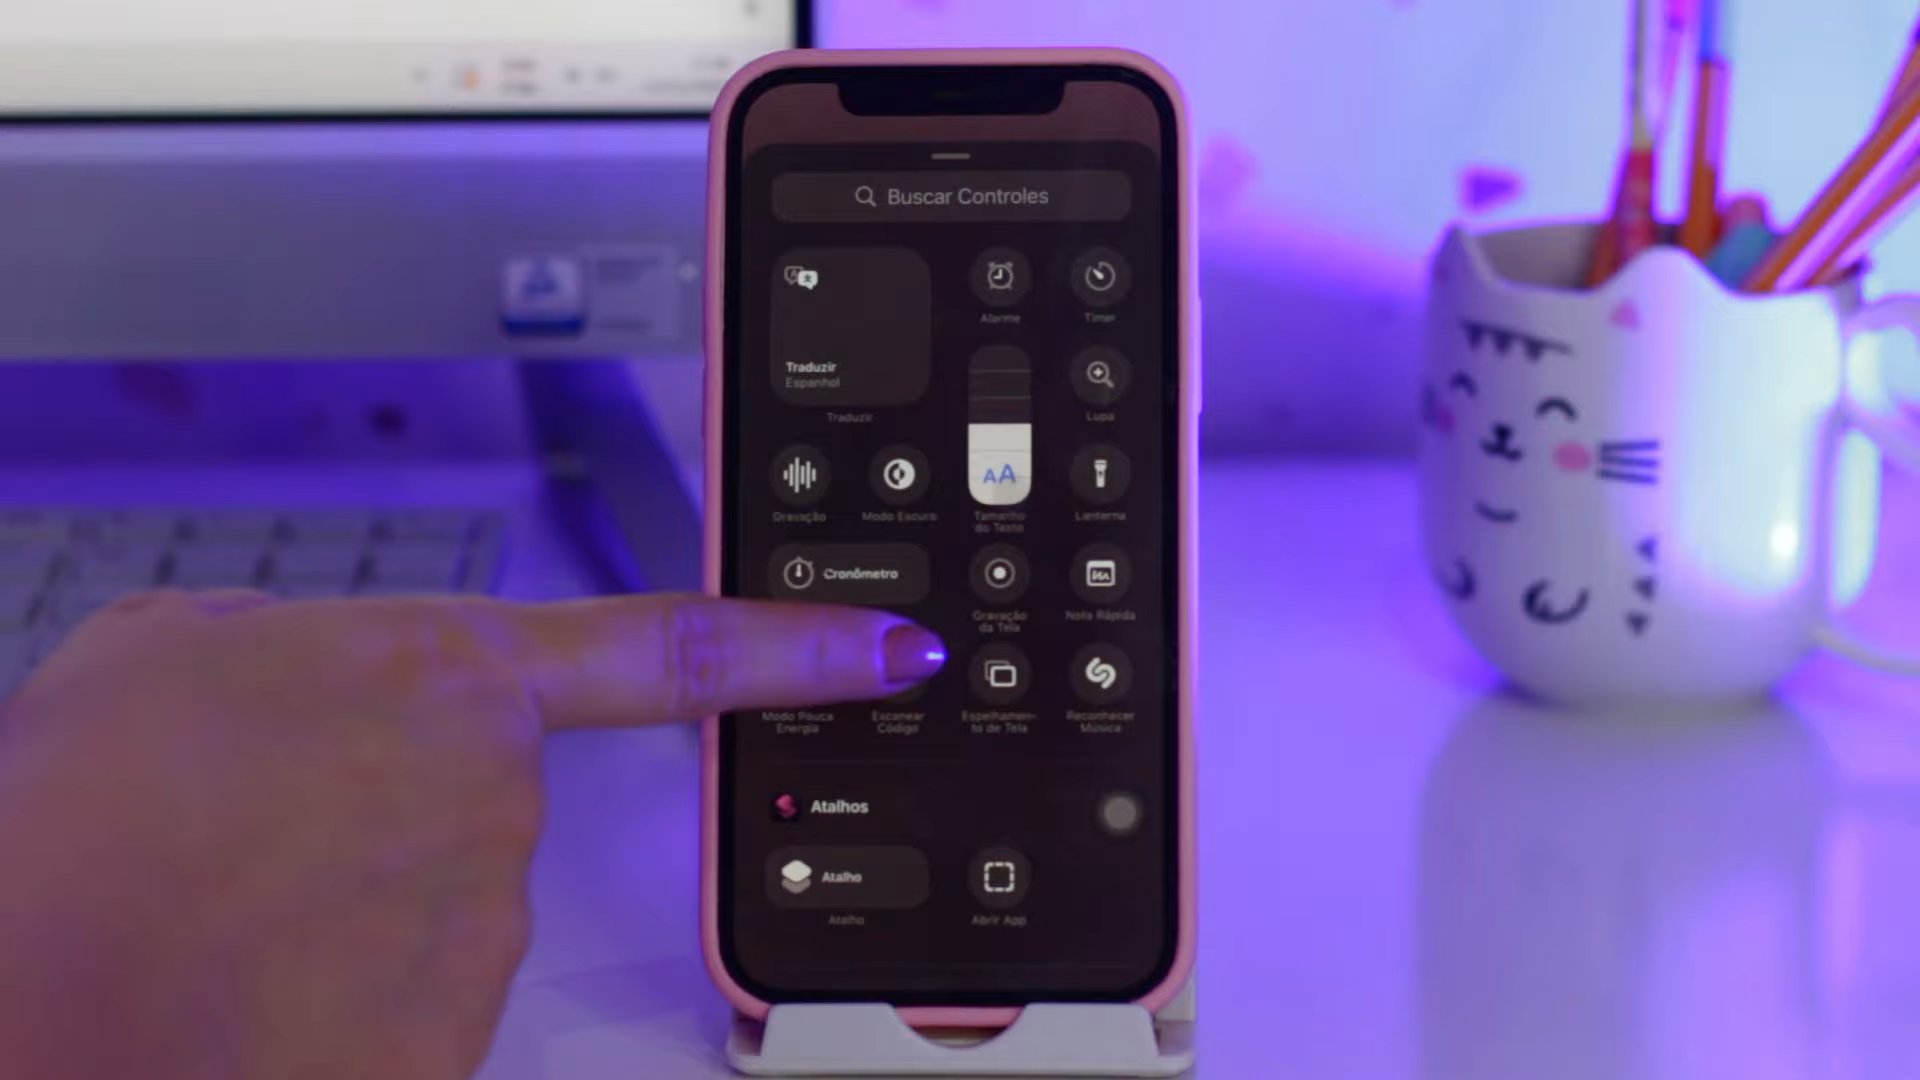 Buscar Controles
Alarme
Timer
Traduzir
Espanhol
Traduzir
Lupa
AA
Gravação
Modo Escuro
Tamanho
do Texto
Lanterna
Cronômetro
Gravação
da Tela
Nota Rápida
Modo Pouca
Energia
Escanear
Código
Espelhamen-
to de Tela
Reconhecer
Música
Atalhos
Atalho
Atalho
Abrir App